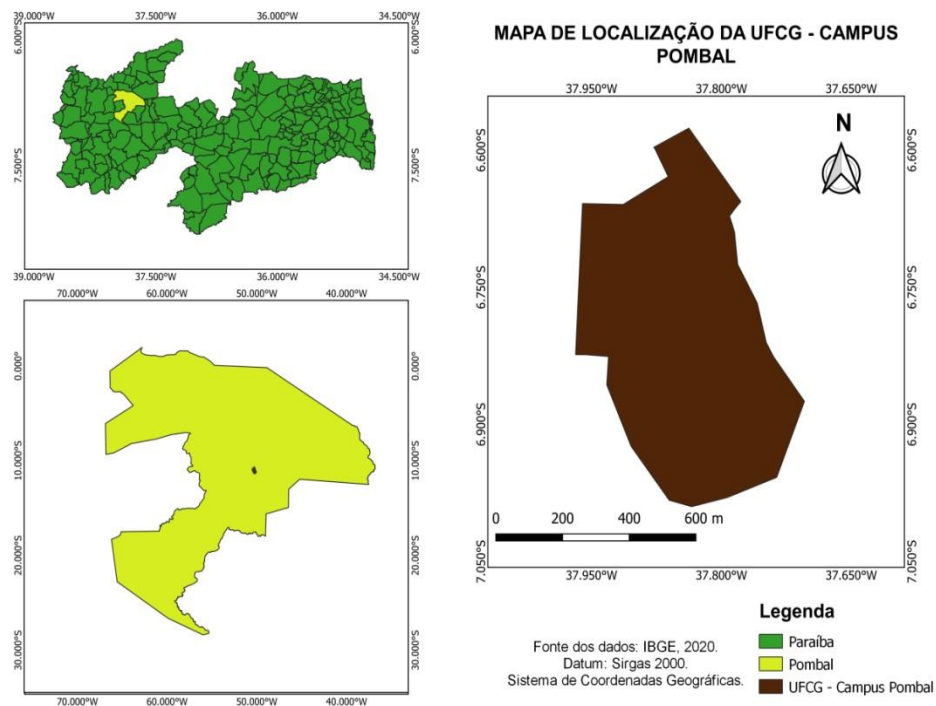 39.000°W 37.500°W 36.000°W 34.500°W
6.000°S
6.000°S
7.500°S
7.500°S
39.000°W 37.500°W 36.000°W 34.500°W
70.000°W 60.000°W 50.000°W 40.000°W
0.000°
0.000°
10.000°S
10.000°S
20.000°S
20.000°S
30.000°S
30.000°S
70.000°W 60.000°W 50.000°W 40.000°W
MAPA DE LOCALIZAÇÃO DA UFCG - CAMPUS
POMBAL
37.950°W 37.800°W 37.650°W
N
6.600°S
6.600°S
6.750°S
6.750°S
6.900°S
6.900°S
0 200 400 600 m
7.050°S
7.050°S
37.950°W 37.800°W 37.650°W
Legenda
Paraíba
Pombal
UFCG - Campus Pombal
Fonte dos dados: IBGE, 2020.
Datum: Sirgas 2000.
Sistema de Coordenadas Geográficas.